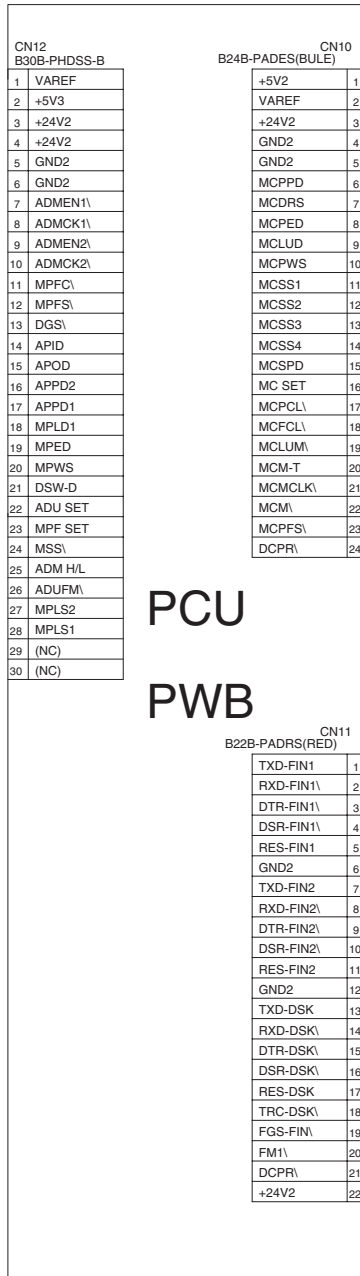 CN12
B30B-PHDSS-B
1 VAREF
2 +5V3
3 +24V2
4 +24V2
5 GND2
6 GND2
7 ADMEN1\
8 ADMCK1\
9 ADMEN2\
10 ADMCK2\
11 MPFC\
12 MPFS\
13 DGS\
14 APID
15 APOD
16 APPD2
17 APPD1
18 MPLD1
19 MPED
20 MPWS
21 DSW-D
22 ADU SET
23 MPF SET
24 MSS\
25 ADM H/L
26 ADUFM\
27 MPLS2
28 MPLS1
29 (NC)
30 (NC)
CN10
B24B-PADES(BULE)
+5V2 1
VAREF 2
+24V2 3
GND2 4
GND2 5
MCPPD 6
MCDRS 7
MCPED 8
MCLUD 9
MCPWS 10
MCSS1 11
MCSS2 12
MCSS3 13
MCSS4 14
MCSPD 15
MC SET 16
MCPCL\ 17
MCFCL\ 18
MCLUM\ 19
MCM-T 20
MCMCLK\ 21
MCM\ 22
MCPFS\ 23
DCPR\ 24
PCU
PWB
CN11
B22B-PADRS(RED)
TXD-FIN1 1
RXD-FIN1\ 2
DTR-FIN1\ 3
DSR-FIN1\ 4
RES-FIN1 5
GND2 6
TXD-FIN2 7
RXD-FIN2\ 8
DTR-FIN2\ 9
DSR-FIN2\ 10
RES-FIN2 11
GND2 12
TXD-DSK 13
RXD-DSK\ 14
DTR-DSK\ 15
DSR-DSK\ 16
RES-DSK 17
TRC-DSK\ 18
FGS-FIN\ 19
FM1\ 20
DCPR\ 21
+24V2 22